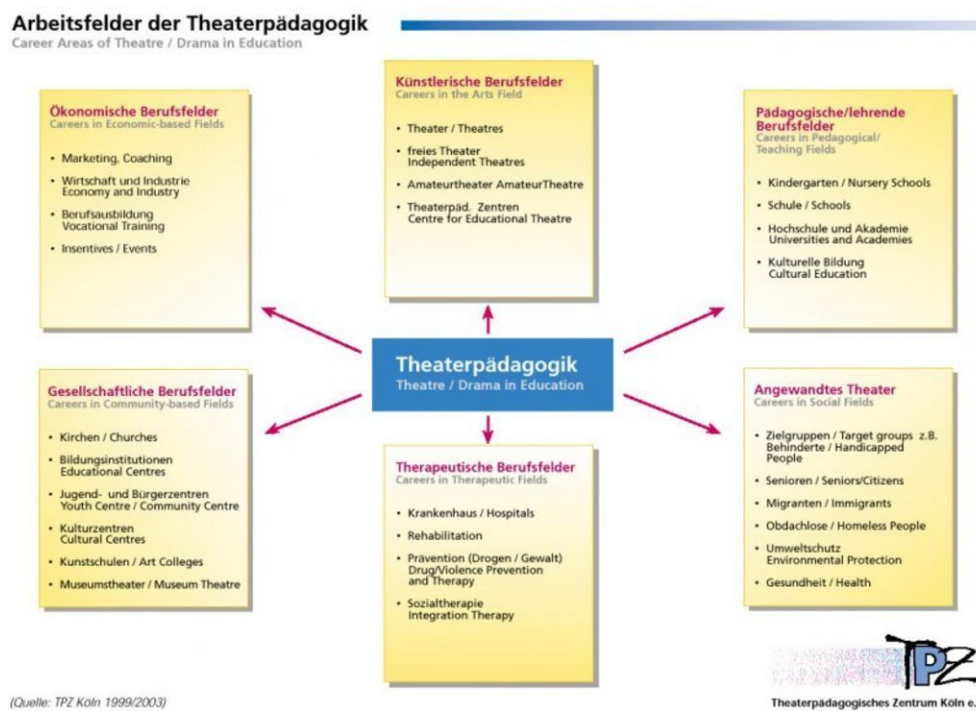 Arbeitsfelder der Theaterpädagogik
Career Areas of Theatre / Drama in Education
Ökonomische Berufsfelder
Careers in Economic-based Fields
• Marketing, Coaching
• Wirtschaft und Industrie
Economy and Industry
• Berufsausbildung
Vocational Training
• Insentives / Events
Künstlerische Berufsfelder
Careers in the Arts Field
• Theater / Theatres
• freies Theater
Independent Theatres
• Amateurtheater AmateurTheatre
• Theaterpäd. Zentren
Centre for Educational Theatre
Pädagogische/lehrende
Berufsfelder
Careers in Pedagogical/
Teaching Fields
• Kindergarten / Nursery Schools
• Schule / Schools
• Hochschule und Akademie
Universities and Academies
• Kulturelle Bildung
Cultural Education
Theaterpädagogik
Theatre / Drama in Education
Gesellschaftliche Berufsfelder
Careers in Community-based Fields
• Kirchen / Churches
• Bildungsinstitutionen
Educational Centres
• Jugend- und Bürgerzentren
Youth Centre / Community Centre
• Kulturzentren
Cultural Centres
• Kunstschulen / Art Colleges
• Museumstheater / Museum Theatre
Therapeutische Berufsfelder
Careers in Therapeutic Fields
• Krankenhaus / Hospitals
• Rehabilitation
• Prävention (Drogen / Gewalt)
Drug/Violence Prevention
and Therapy
• Sozialtherapie
Integration Therapy
Angewandtes Theater
Careers in Social Fields
• Zielgruppen / Target groups z.B.
Behinderte / Handicapped
People
• Senioren / Seniors/Citizens
• Migranten / Immigrants
• Obdachlose / Homeless People
• Umweltschutz
Environmental Protection
• Gesundheit / Health
(Quelle: TPZ Köln 1999/2003)
TPZ
Theaterpädagogisches Zentrum Köln e.